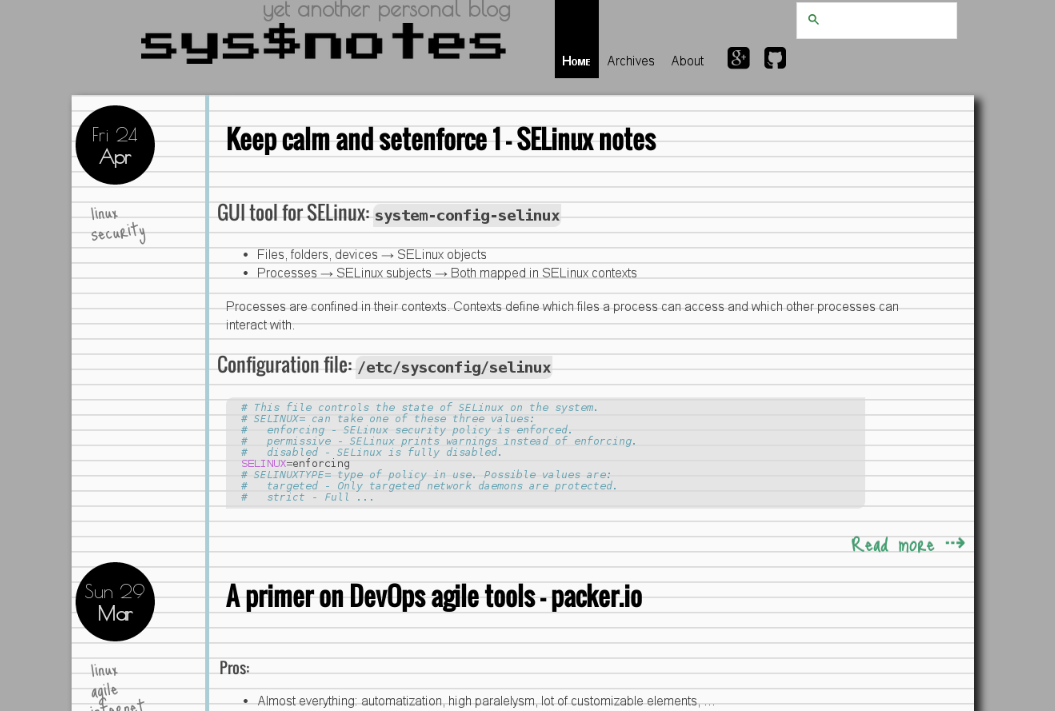 yet another personal blog
sys$notes
Home
Archives
About
Fri 24
Apr
linux
security
Keep calm and setenforce 1 - SELinux notes
GUI tool for SELinux: system-config-selinux
• Files, folders, devices → SELinux objects
• Processes → SELinux subjects → Both mapped in SELinux contexts
Processes are confined in their contexts. Contexts define which files a process can access and which other processes can
interact with.
Configuration file: /etc/sysconfig/selinux
# This file controls the state of SELinux on the system.
# SELINUX= can take one of these three values:
#   enforcing - SELinux security policy is enforced.
#   permissive - SELinux prints warnings instead of enforcing.
#   disabled - SELinux is fully disabled.
SELINUX=enforcing
# SELINUXTYPE= type of policy in use. Possible values are:
#   targeted - Only targeted network daemons are protected.
#   strict - Full ...
Read more ⇢
Sun 29
Mar
linux
agile
internet
A primer on DevOps agile tools - packer.io
Pros:
• Almost everything: automatization, high paralelysm, lot of customizable elements, …